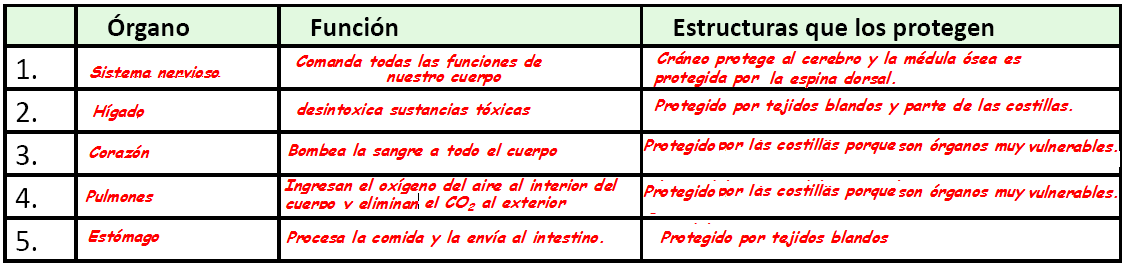 Órgano Función Estructuras que los protegen
1. Sistema nervioso. Comanda todas las funciones de nuestro cuerpo Cráneo protege al cerebro y la médula ósea es protegida por la espina dorsal.
2. Hígado desintoxica sustancias tóxicas Protegido por tejidos blandos y parte de las costillas.
3. Corazón Bombea la sangre a todo el cuerpo Protegido por las costillas porque son órganos muy vulnerables.
4. Pulmones Ingresan el oxígeno del aire al interior del cuerpo y eliminan el CO₂ al exterior Protegido por las costillas porque son órganos muy vulnerables.
5. Estómago Procesa la comida y la envía al intestino. Protegido por tejidos blandos